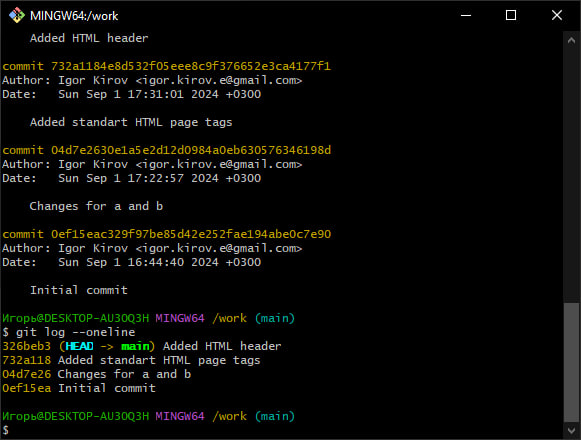 MINGW64:/work
Added HTML header
commit 732a1184e8d532f05eee8c9f376652e3ca4177f1
Author: Igor Kirov <igor.kirov.e@gmail.com>
Date:   Sun Sep 1 17:31:01 2024 +0300
Added standart HTML page tags
commit 04d7e2630e1a5e2d12d0984a0eb630576346198d
Author: Igor Kirov <igor.kirov.e@gmail.com>
Date:   Sun Sep 1 17:22:57 2024 +0300
Changes for a and b
commit 0ef15eac329f97be85d42e252fae194abe0c7e90
Author: Igor Kirov <igor.kirov.e@gmail.com>
Date:   Sun Sep 1 16:44:40 2024 +0300
Initial commit
Игорь@DESKTOP-AU3OQ3H MINGW64 /work (main)
$ git log --oneline
326beb3 (HEAD -> main) Added HTML header
732a118 Added standart HTML page tags
04d7e26 Changes for a and b
0ef15ea Initial commit
Игорь@DESKTOP-AU3OQ3H MINGW64 /work (main)
$